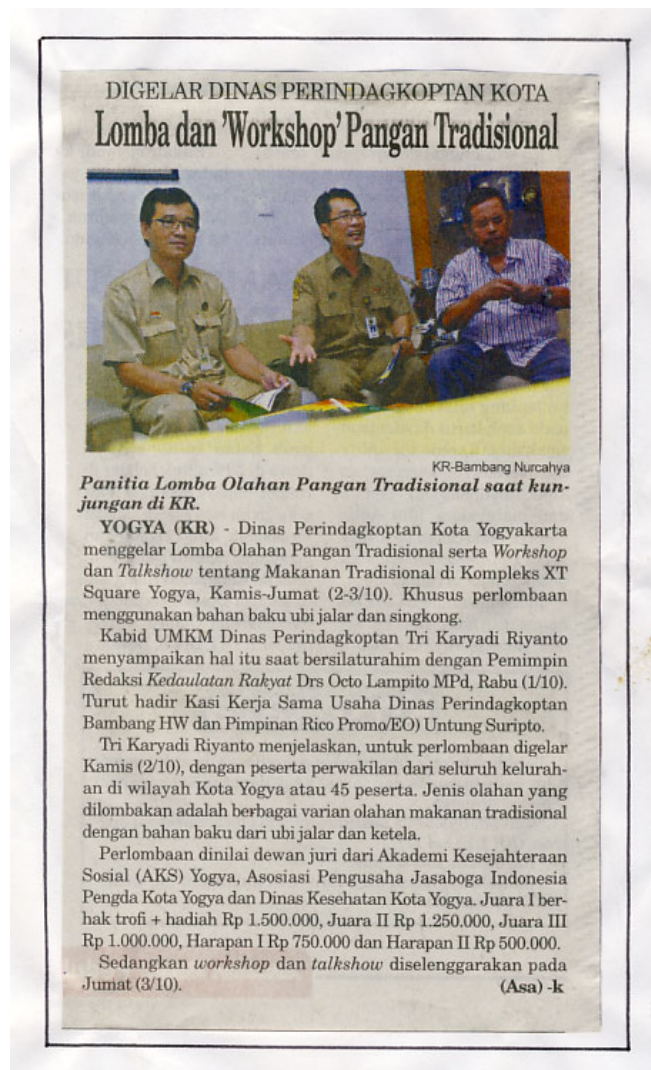 DIGELAR DINAS PERINDAGKOPTAN KOTA
Lomba dan 'Workshop' Pangan Tradisional
KR-Bambang Nurcahya
Panitia Lomba Olahan Pangan Tradisional saat kun-
jungan di KR.
YOGYA (KR) - Dinas Perindagkoptan Kota Yogyakarta
menggelar Lomba Olahan Pangan Tradisional serta Workshop
dan Talkshow tentang Makanan Tradisional di Kompleks XT
Square Yogya, Kamis-Jumat (2-3/10). Khusus perlombaan
menggunakan bahan baku ubi jalar dan singkong.
Kabid UMKM Dinas Perindagkoptan Tri Karyadi Riyanto
menyampaikan hal itu saat bersilaturahim dengan Pemimpin
Redaksi Kedaulatan Rakyat Drs Octo Lampito MPd, Rabu (1/10).
Turut hadir Kasi Kerja Sama Usaha Dinas Perindagkoptan
Bambang HW dan Pimpinan Rico Promo/EO) Untung Suripto.
Tri Karyadi Riyanto menjelaskan, untuk perlombaan digelar
Kamis (2/10), dengan peserta perwakilan dari seluruh kelurah-
an di wilayah Kota Yogya atau 45 peserta. Jenis olahan yang
dilombakan adalah berbagai varian olahan makanan tradisional
dengan bahan baku dari ubi jalar dan ketela.
Perlombaan dinilai dewan juri dari Akademi Kesejahteraan
Sosial (AKS) Yogya, Asosiasi Pengusaha Jasaboga Indonesia
Pengda Kota Yogya dan Dinas Kesehatan Kota Yogya. Juara I ber-
hak trofi + hadiah Rp 1.500.000, Juara II Rp 1.250.000, Juara III
Rp 1.000.000, Harapan I Rp 750.000 dan Harapan II Rp 500.000.
Sedangkan workshop dan talkshow diselenggarakan pada
Jumat (3/10). (Asa) -k